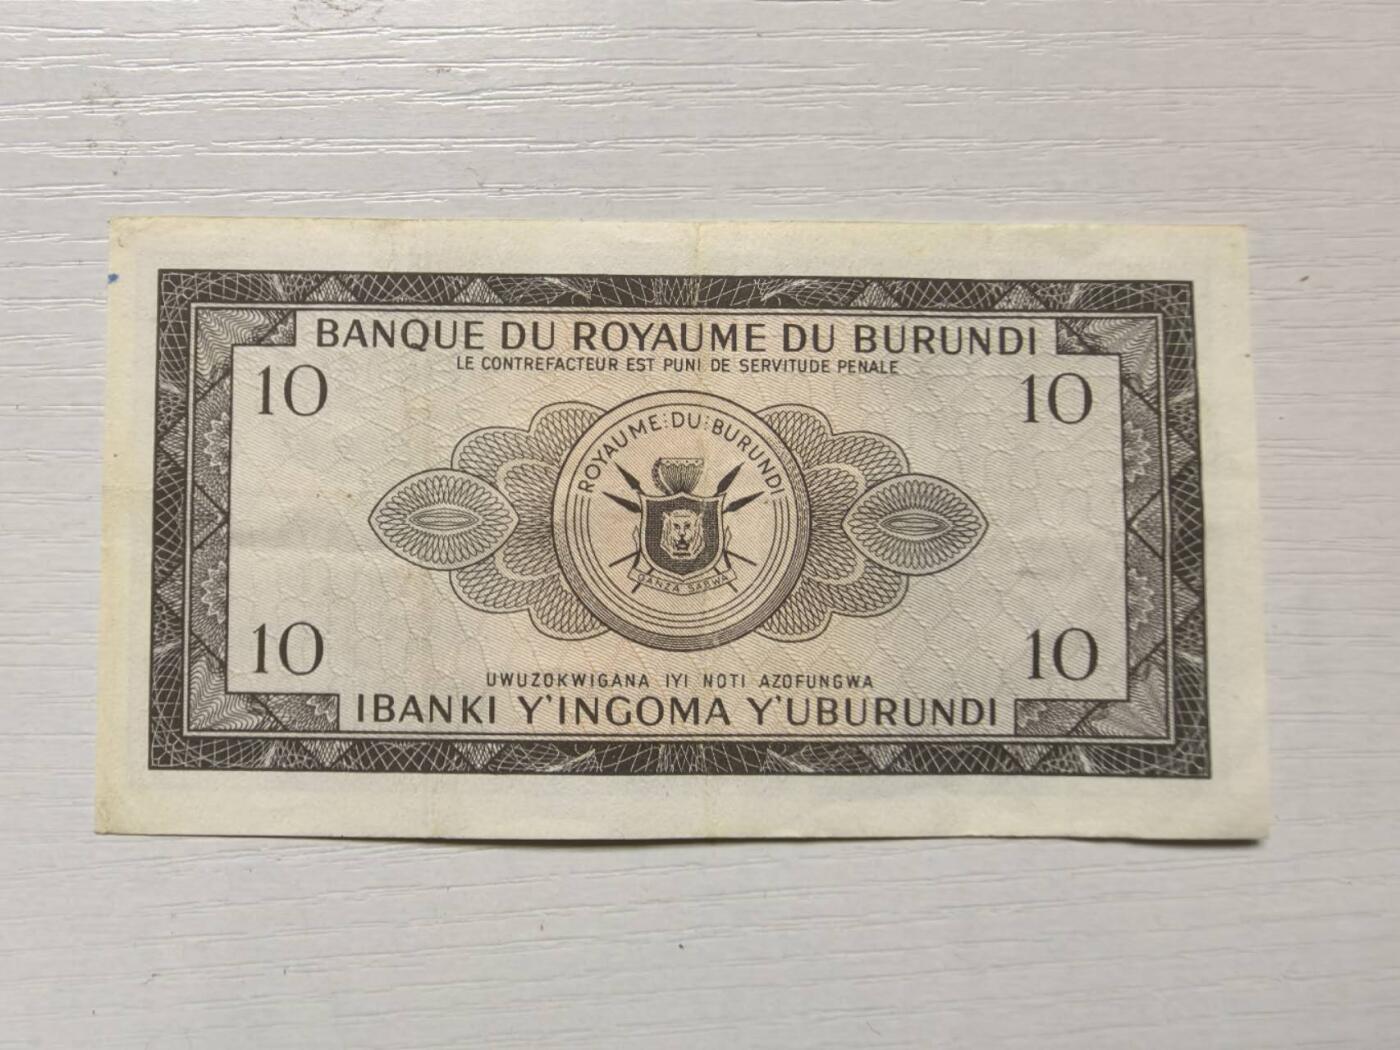 BANQUE DU ROYAUME DU BURUNDI
LE CONTREFACTEUR EST PUNI DE SERVITUDE PENALE
10
10
ROYAUME DU BURUNDI
GANZA SABWA
10
10
UWUZOKWIGANA IYI NOTI AZOFUNGWA
IBANKI Y'INGOMA Y'UBURUNDI